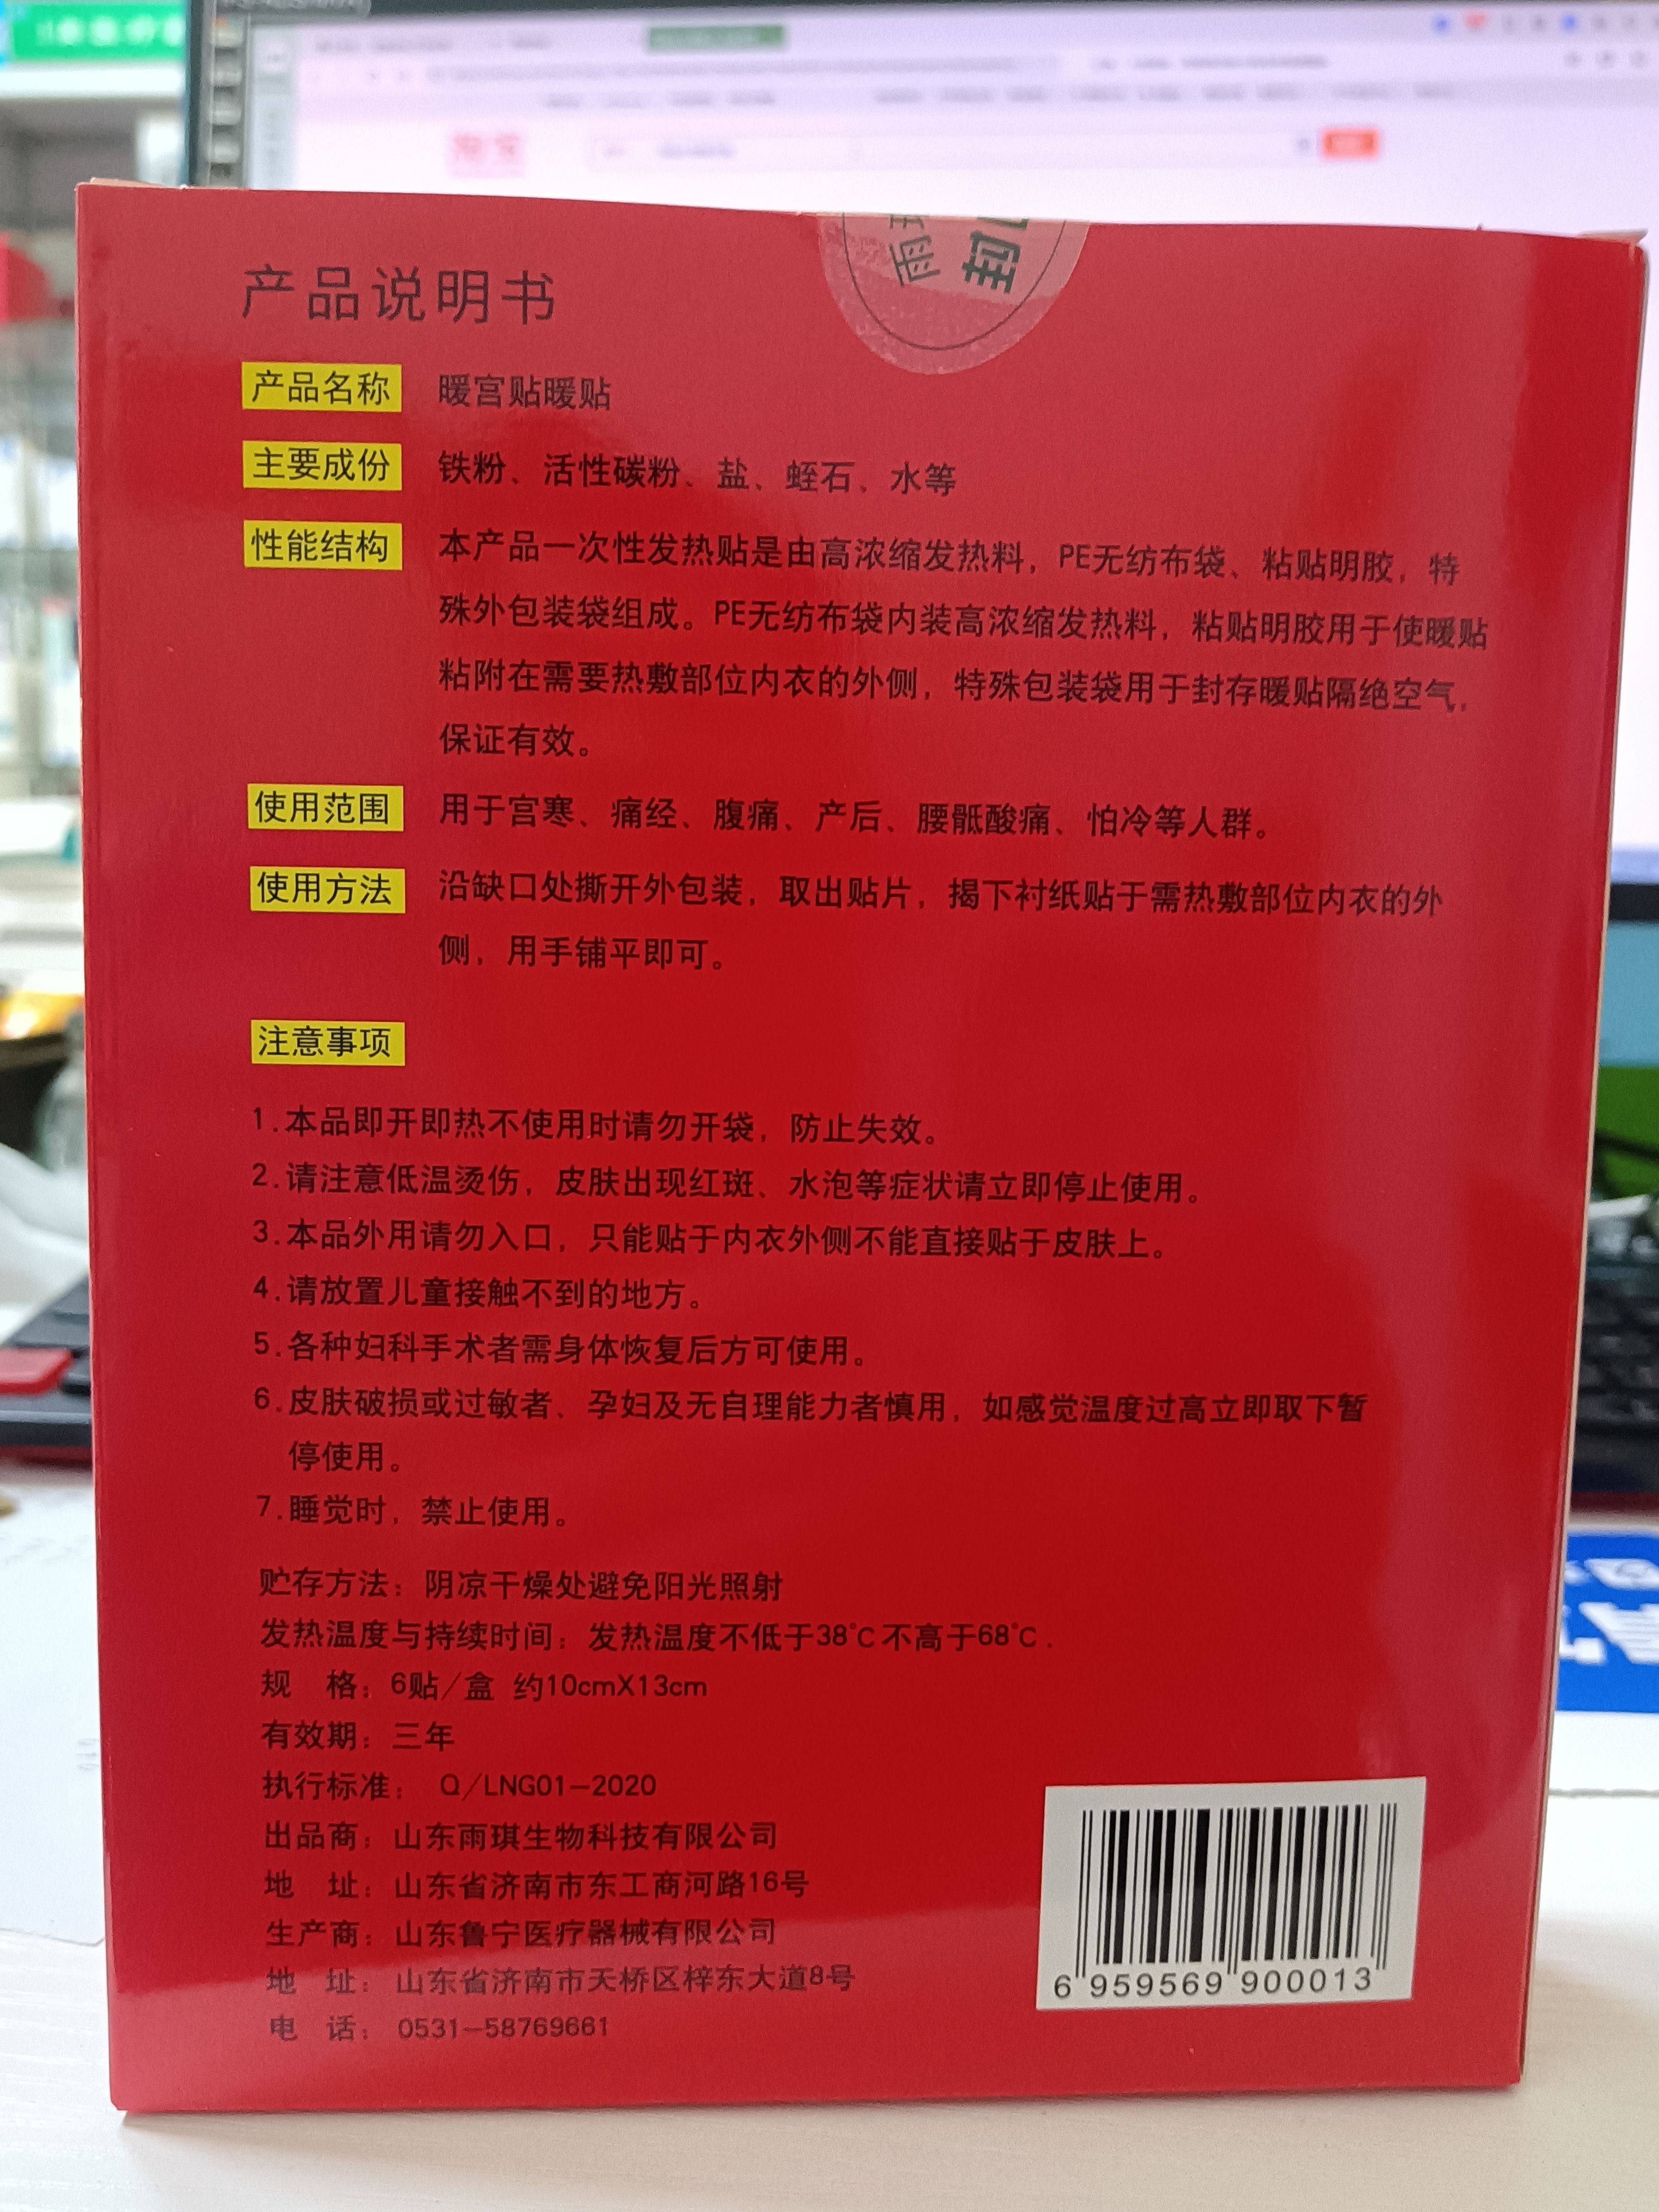 雨
封
产品说明书
产品名称 暖宫贴暖贴
主要成份 铁粉、活性碳粉、盐、蛭石、水等
性能结构 本产品一次性发热贴是由高浓缩发热料，PE无纺布袋、粘贴明胶，特
殊外包装袋组成。PE无纺布袋内装高浓缩发热料，粘贴明胶用于使暖贴
粘附在需要热敷部位内衣的外侧，特殊包装袋用于封存暖贴隔绝空气，
保证有效。
使用范围 用于宫寒、痛经、腹痛、产后、腰骶酸痛、怕冷等人群。
使用方法 沿缺口处撕开外包装，取出贴片，揭下衬纸贴于需热敷部位内衣的外
侧，用手铺平即可。
注意事项
1.本品即开即热不使用时请勿开袋，防止失效。
2.请注意低温烫伤，皮肤出现红斑、水泡等症状请立即停止使用。
3.本品外用请勿入口，只能贴于内衣外侧不能直接贴于皮肤上。
4.请放置儿童接触不到的地方。
5.各种妇科手术者需身体恢复后方可使用。
6.皮肤破损或过敏者、孕妇及无自理能力者慎用，如感觉温度过高立即取下暂
停使用。
7.睡觉时，禁止使用。
贮存方法：阴凉干燥处避免阳光照射
发热温度与持续时间：发热温度不低于38℃不高于68℃.
规 格：6贴/盒 约10cmX13cm
有效期：三年
执行标准： Q/LNG01-2020
出品商：山东雨琪生物科技有限公司
地 址：山东省济南市东工商河路16号
生产商：山东鲁宁医疗器械有限公司
地 址：山东省济南市天桥区梓东大道8号
电 话：0531-58769661
6 959569 900013